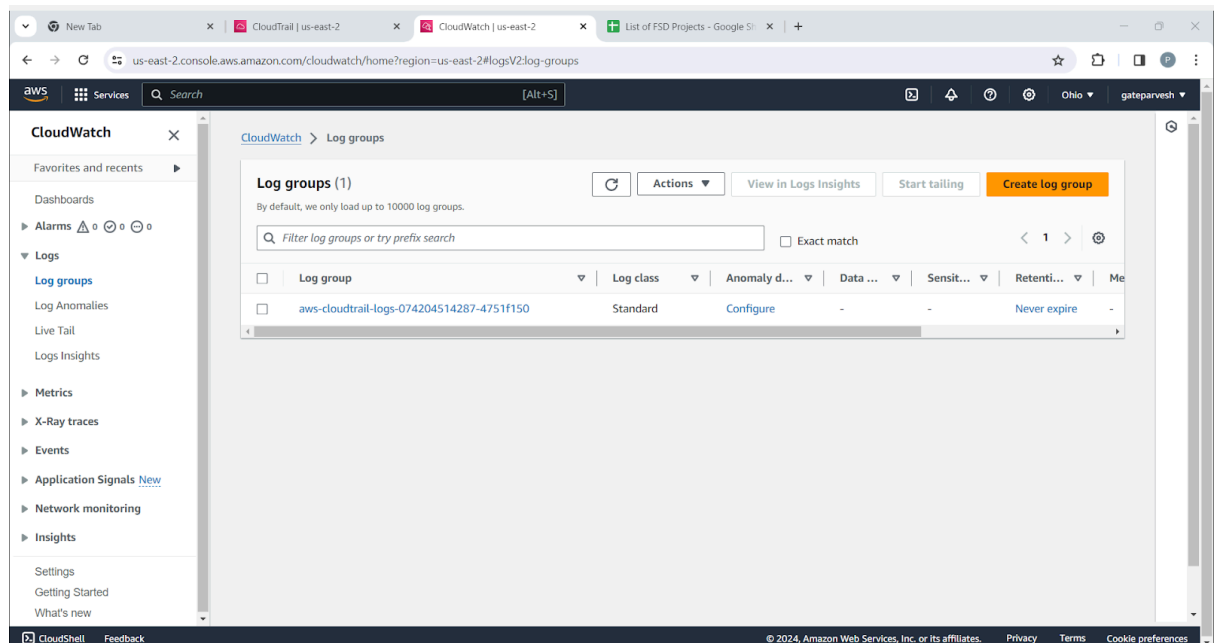 New Tab
CloudTrail | us-east-2
CloudWatch | us-east-2
List of FSD Projects - Google Sh
us-east-2.console.aws.amazon.com/cloudwatch/home?region=us-east-2#logsV2:log-groups
P
aws
Services
Search
[Alt+S]
Ohio
gateparvesh
CloudWatch
Favorites and recents
Dashboards
Alarms 0 0 0
Logs
Log groups
Log Anomalies
Live Tail
Logs Insights
Metrics
X-Ray traces
Events
Application Signals New
Network monitoring
Insights
Settings
Getting Started
What's new
CloudWatch > Log groups
Log groups (1)
By default, we only load up to 10000 log groups.
Actions
View in Logs Insights
Start tailing
Create log group
Filter log groups or try prefix search
Exact match
1
Log group
Log class
Anomaly d...
Data ...
Sensit...
Retenti...
Me
aws-cloudtrail-logs-074204514287-4751f150
Standard
Configure
-
-
Never expire
-
CloudShell
Feedback
© 2024, Amazon Web Services, Inc. or its affiliates.
Privacy
Terms
Cookie preferences